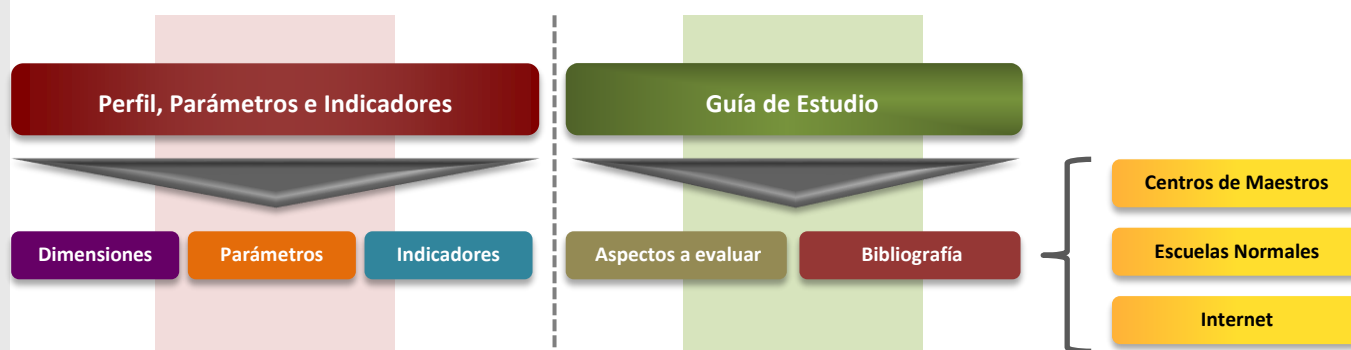 Perfil, Parámetros e Indicadores
Guía de Estudio
Dimensiones
Parámetros
Indicadores
Aspectos a evaluar
Bibliografía
Centros de Maestros
Escuelas Normales
Internet